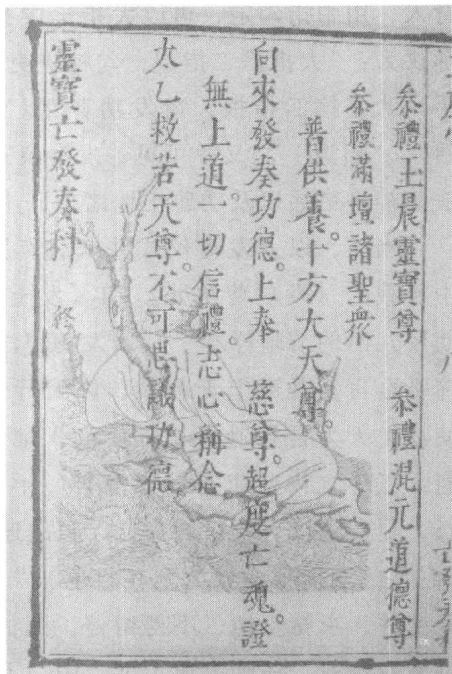 叅禮玉晨靈寶尊　叅禮混元道德尊
叅禮滿壇諸聖衆
普供養。十方大天尊。
向來發奏功德。上奉　慈尊。超度亡魂。證
無上道。一切信禮。志心稱念
太乙救苦天尊。不可思議功德。
靈寶亡發奏科　終